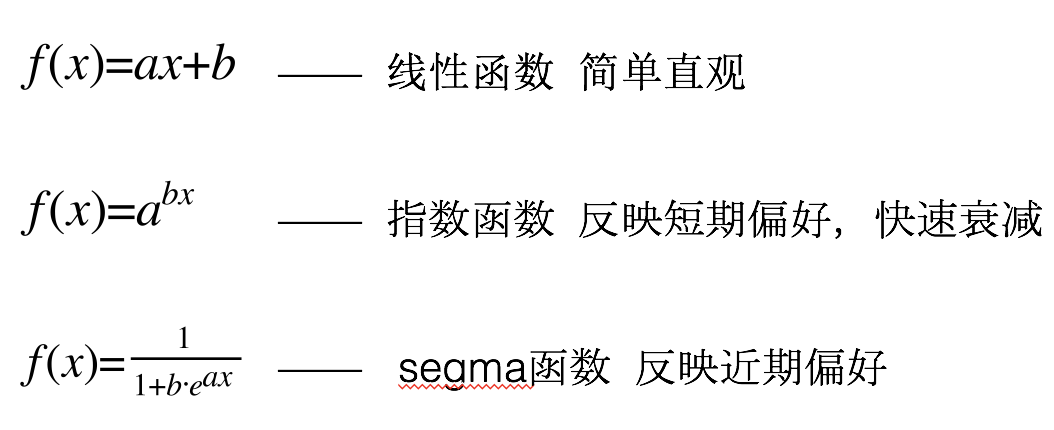 f(x)=ax+b —— 线性函数 简单直观
f(x)=a^{bx} —— 指数函数 反映短期偏好，快速衰减
f(x)=\frac{1}{1+b·e^{ax}} —— segma函数 反映近期偏好